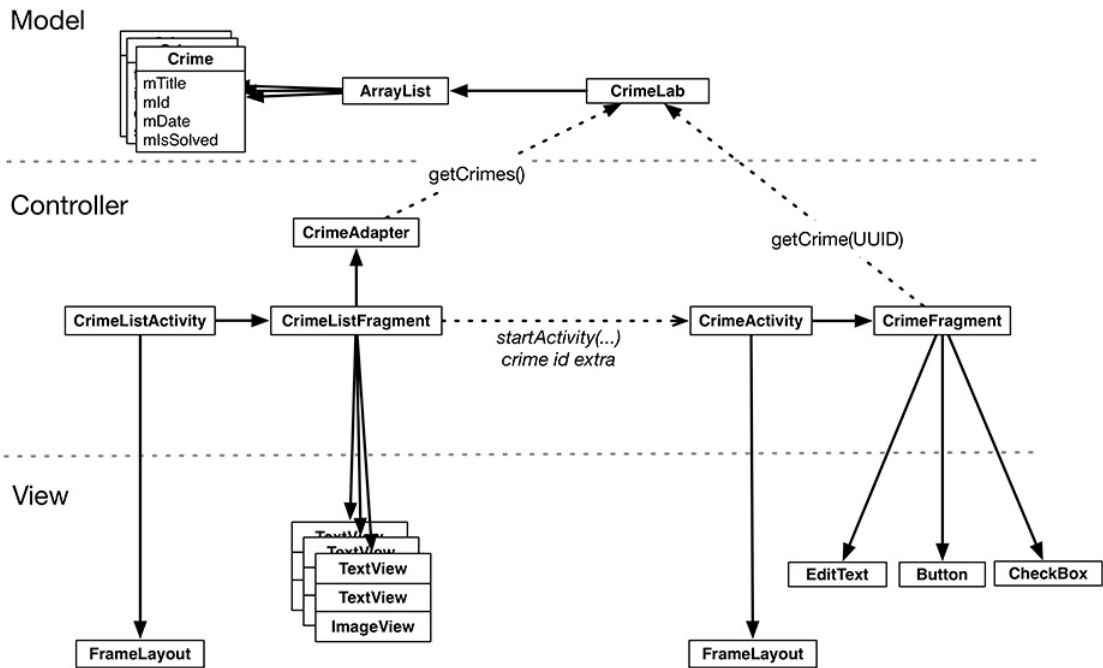 Model
Crime
mTitle
mId
mDate
mIsSolved
ArrayList
CrimeLab
getCrimes()
Controller
CrimeAdapter
getCrime(UUID)
CrimeListActivity
CrimeListFragment
startActivity(...)
crime id extra
CrimeActivity
CrimeFragment
View
TextView
TextView
TextView
TextView
ImageView
EditText
Button
CheckBox
FrameLayout
FrameLayout